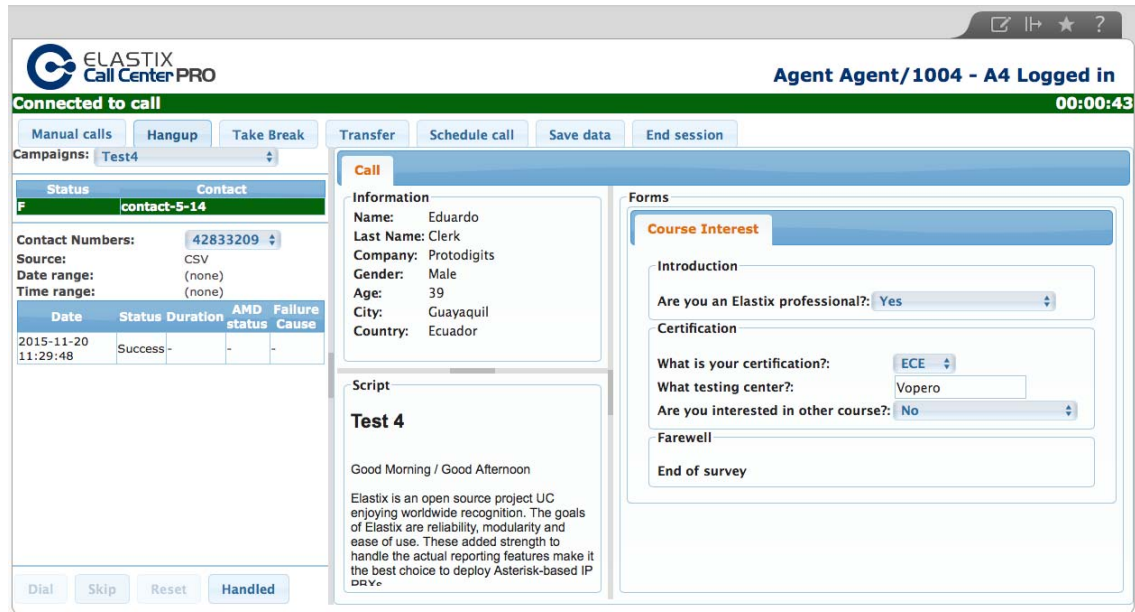 ?
ELASTIX
Call Center PRO
Agent Agent/1004 - A4 Logged in
Connected to call 00:00:43
Manual calls Hangup Take Break Transfer Schedule call Save data End session
Campaigns: Test4
Status Contact
F contact-5-14
Contact Numbers: 42833209
Source: CSV
Date range: (none)
Time range: (none)
Date Status Duration AMD status Failure Cause
2015-11-20 11:29:48 Success - - -
Dial Skip Reset Handled
Call
Information
Name: Eduardo
Last Name: Clerk
Company: Protodigits
Gender: Male
Age: 39
City: Guayaquil
Country: Ecuador
Script
Test 4
Good Morning / Good Afternoon
Elastix is an open source project UC
enjoying worldwide recognition. The goals
of Elastix are reliability, modularity and
ease of use. These added strength to
handle the actual reporting features make it
the best choice to deploy Asterisk-based IP
PBXs
Forms
Course Interest
Introduction
Are you an Elastix professional?: Yes
Certification
What is your certification?: ECE
What testing center?: Vopero
Are you interested in other course?: No
Farewell
End of survey